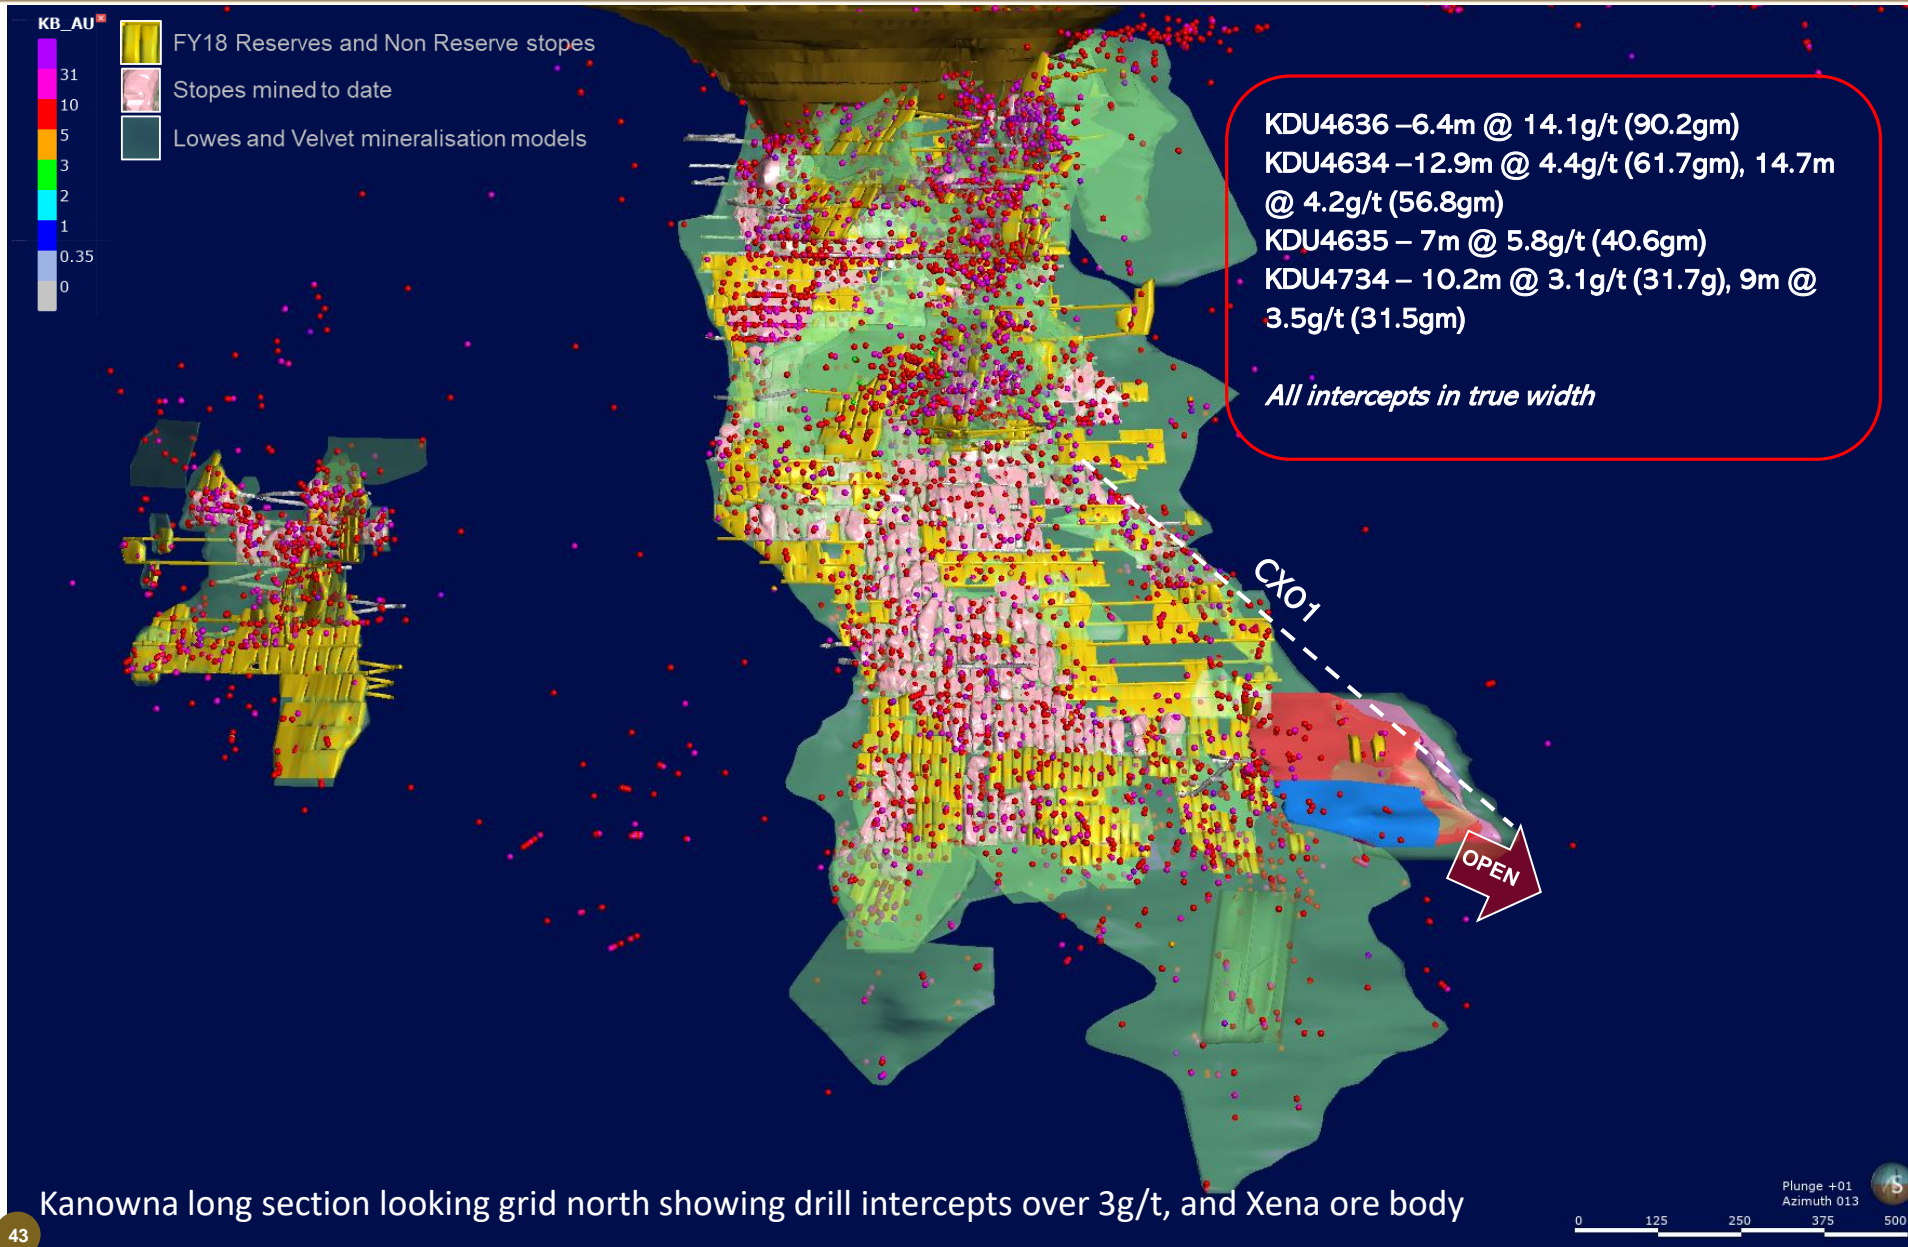 KB_AU
31
10
5
3
2
1
0.35
0
FY18 Reserves and Non Reserve stopes
Stopes mined to date
Lowes and Velvet mineralisation models
KDU4636 –6.4m @ 14.1g/t (90.2gm)
KDU4634 –12.9m @ 4.4g/t (61.7gm), 14.7m
@ 4.2g/t (56.8gm)
KDU4635 – 7m @ 5.8g/t (40.6gm)
KDU4734 – 10.2m @ 3.1g/t (31.7g), 9m @
3.5g/t (31.5gm)
All intercepts in true width
CX01
OPEN
Kanowna long section looking grid north showing drill intercepts over 3g/t, and Xena ore body
Plunge +01
Azimuth 013
S
0 125 250 375 500
43